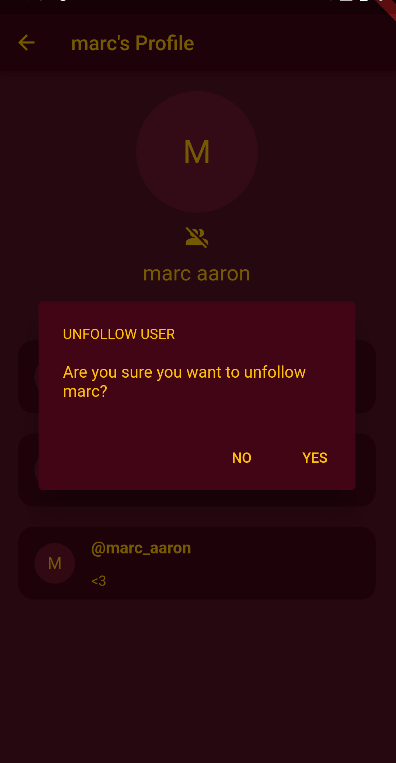 marc's Profile
M
marc aaron
UNFOLLOW USER
Are you sure you want to unfollow
marc?
NO YES
@marc_aaron
M
<3